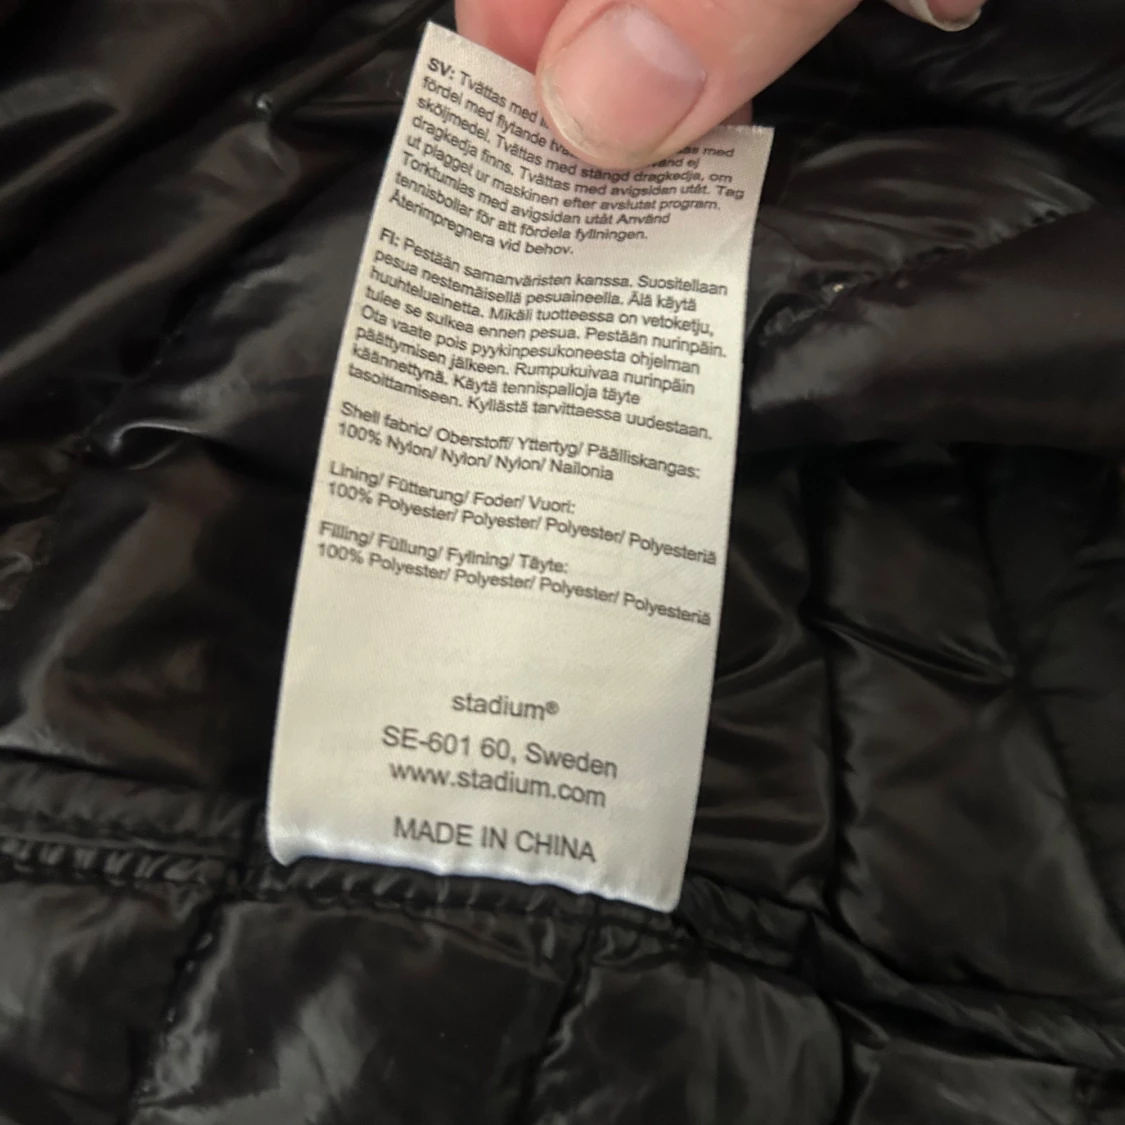 SV: Tvättas med
fördel med flytande med
sköljmedel. Tvättas med stängd dragkedja, om ej
dragkedja finns. Tvättas med avigsidan utåt. Tag
ut plagget ur maskinen efter avslutat program.
Torktumlas med avigsidan utåt Använd
tennisbollar för att fördela fyllningen.
Återimpregnera vid behov.
FI: Pestään samanväristen kanssa. Suositellaan
pesua nestemäisellä pesuaineella. Älä käytä
huuhteluainetta. Mikäli tuotteessa on vetoketju,
tulee se sulkea ennen pesua. Pestään nurinpäin.
Ota vaate pois pyykinpesukoneesta ohjelman
päättymisen jälkeen. Rumpukuivaa nurinpäin
käännettynä. Käytä tennispalloja täyte
tasoittamiseen. Kyllästä tarvittaessa uudestaan.
Shell fabric/ Oberstoff/ Yttertyg/ Päälliskangas:
100% Nylon/ Nylon/ Nylon/ Nailonia
Lining/ Fütterung/ Foder/ Vuori:
100% Polyester/ Polyester/ Polyester/ Polyesteriä
Filling/ Füllung/ Fyllning/ Täyte:
100% Polyester/ Polyester/ Polyester/ Polyesteriä
stadium®
SE-601 60, Sweden
www.stadium.com
MADE IN CHINA